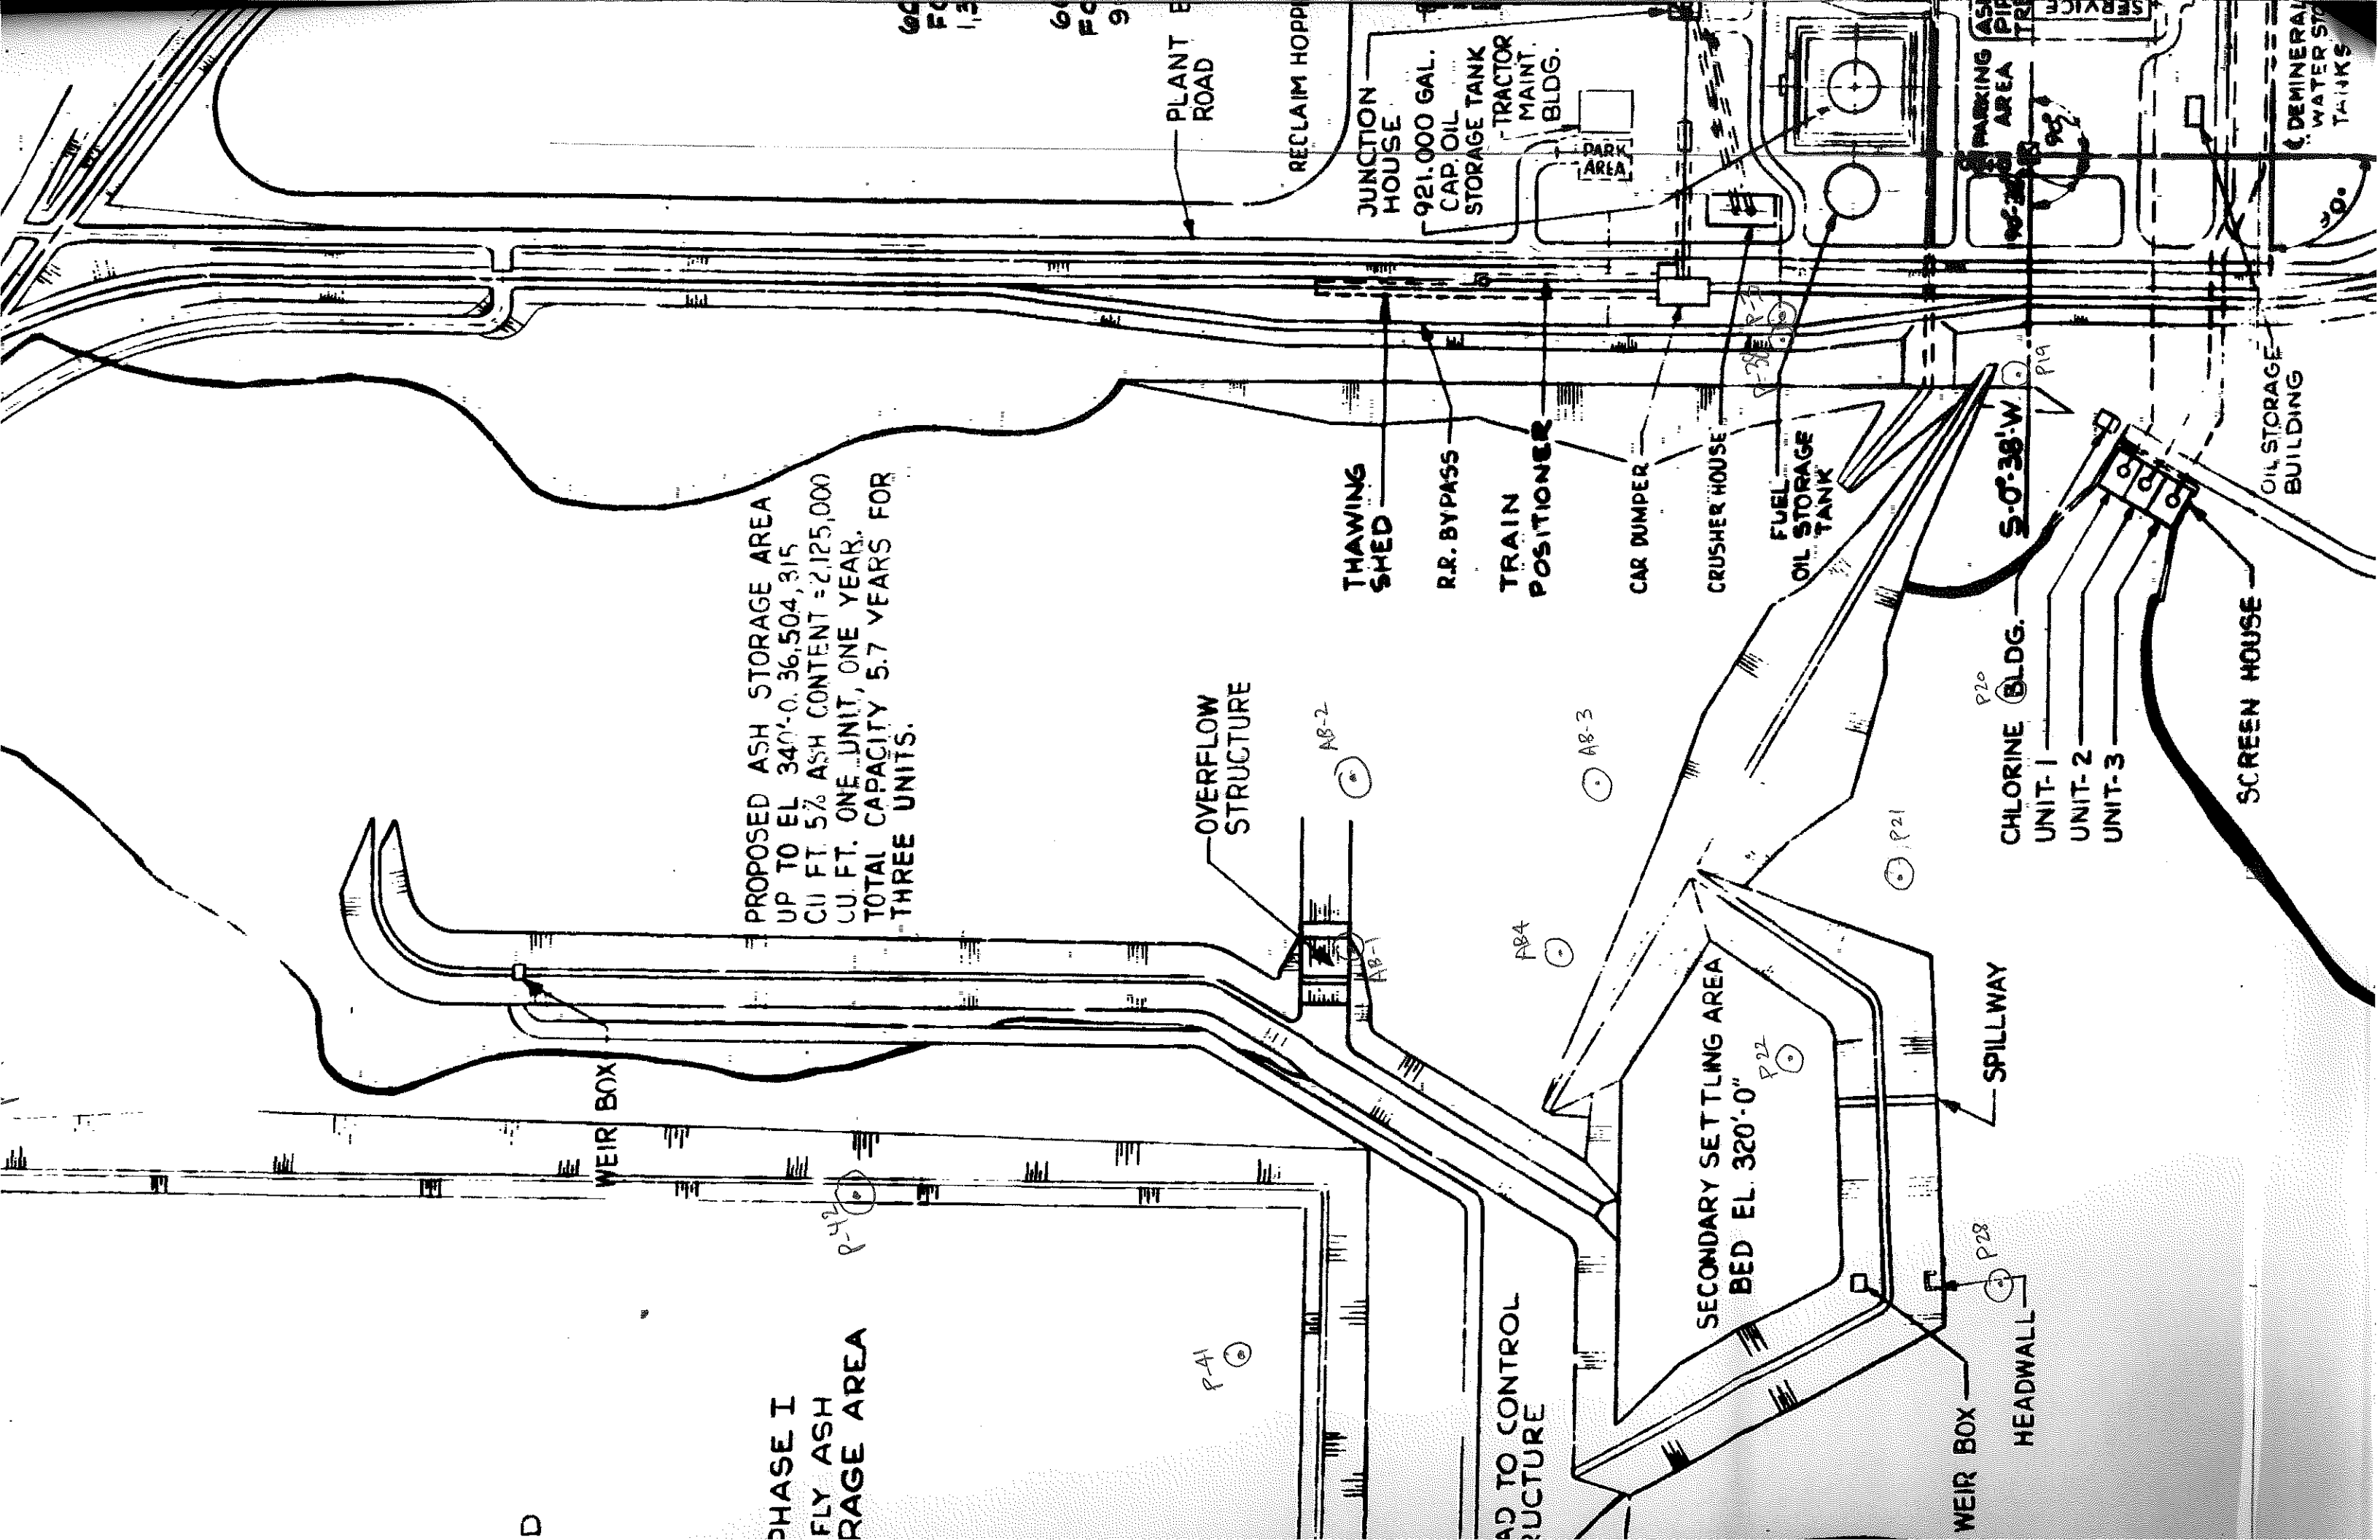 PLANT
ROAD
RECLAIM HOPP
JUNCTION
HOUSE
921,000 GAL.
CAP. OIL
STORAGE TANK
TRACTOR
MAINT.
BLDG.
PARK
AREA
PARKING
AREA
SERVICE
DEMINERAL
WATER STO
TANKS
90°
90°
PROPOSED ASH STORAGE AREA
UP TO EL 340'-0. 36,504,315
CU FT. 5% ASH CONTENT = 2,125,000
CU. FT. ONE UNIT, ONE YEAR.
TOTAL CAPACITY 5.7 YEARS FOR
THREE UNITS.
THAWING
SHED
R.R. BYPASS
TRAIN
POSITIONER
CAR DUMPER
CRUSHER HOUSE
FUEL
OIL STORAGE
TANK
S-0°-38'-W
P19
OIL STORAGE
BUILDING
OVERFLOW
STRUCTURE
AB-2
AB-3
AB-1
AB4
P20
P21
CHLORINE BLDG.
UNIT-1
UNIT-2
UNIT-3
SCREEN HOUSE
WEIR BOX
P-42
P-41
SECONDARY SETTLING AREA
BED EL. 320'-0"
P22
SPILLWAY
P28
HEADWALL
WEIR BOX
PHASE I
FLY ASH
RAGE AREA
AD TO CONTROL
RUCTURE
D